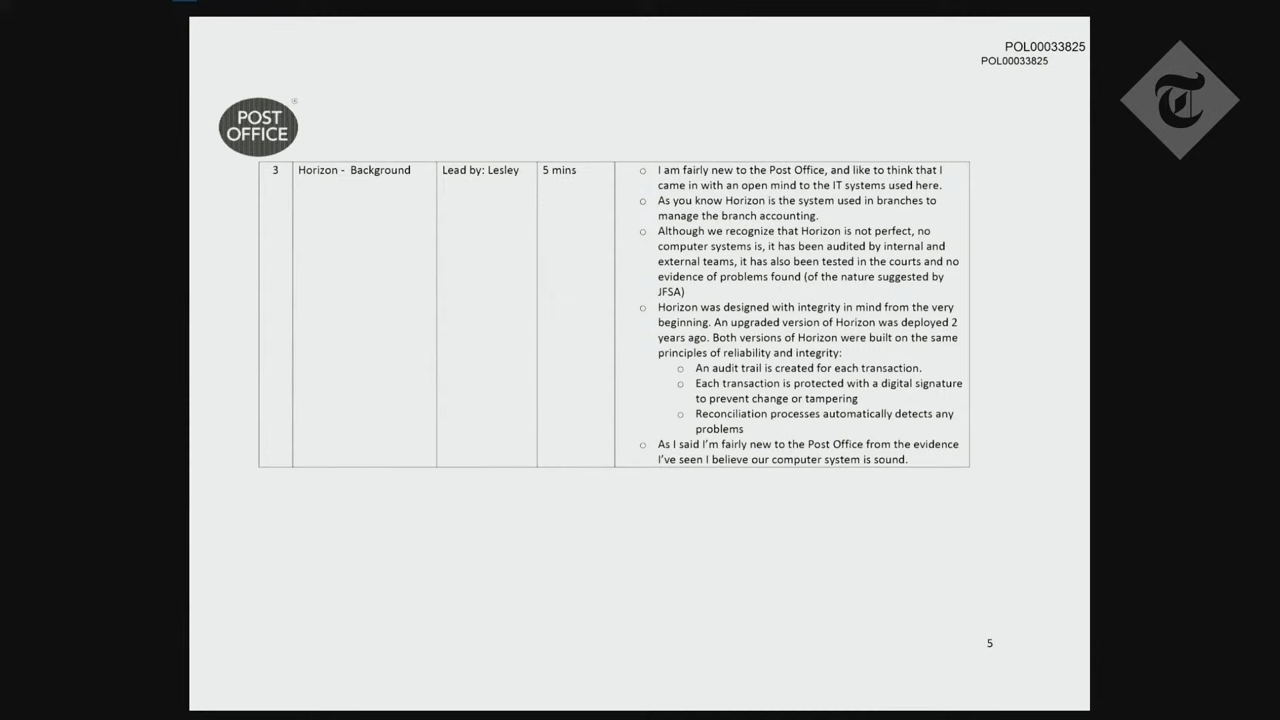 POL00033825
POL00033825
POST
OFFICE
3 Horizon - Background Lead by: Lesley 5 mins
○ I am fairly new to the Post Office, and like to think that I
came in with an open mind to the IT systems used here.
○ As you know Horizon is the system used in branches to
manage the branch accounting.
○ Although we recognize that Horizon is not perfect, no
computer systems is, it has been audited by internal and
external teams, it has also been tested in the courts and no
evidence of problems found (of the nature suggested by
JFSA)
○ Horizon was designed with integrity in mind from the very
beginning. An upgraded version of Horizon was deployed 2
years ago. Both versions of Horizon were built on the same
principles of reliability and integrity:
○ An audit trail is created for each transaction.
○ Each transaction is protected with a digital signature
to prevent change or tampering
○ Reconciliation processes automatically detects any
problems
○ As I said I'm fairly new to the Post Office from the evidence
I've seen I believe our computer system is sound.
5
T